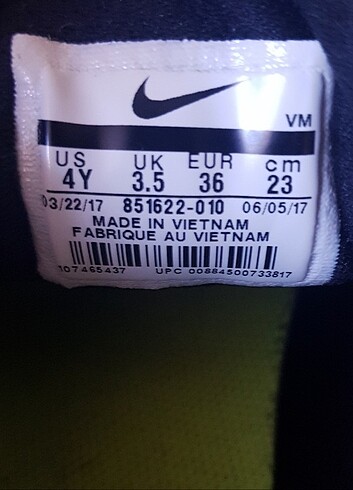 VM
US UK EUR cm
4Y 3.5 36 23
03/22/17 851622-010 06/05/17
MADE IN VIETNAM
FABRIQUE AU VIETNAM
107465437 UPC 00884500733817